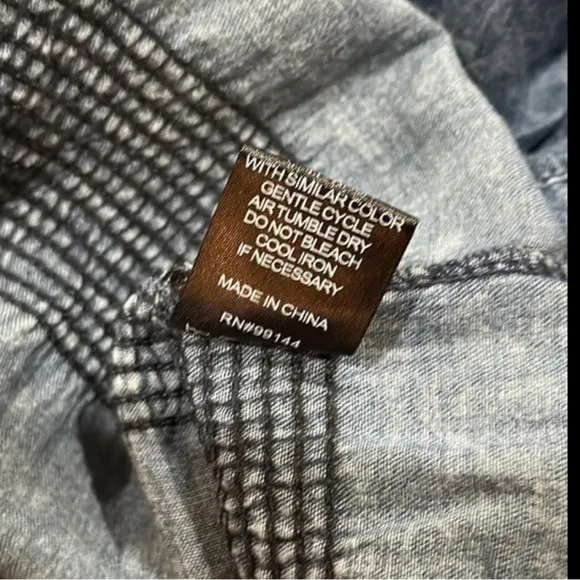 WITH SIMILAR COLOR
GENTLE CYCLE
AIR TUMBLE DRY
DO NOT BLEACH
COOL IRON
IF NECESSARY
MADE IN CHINA
RN#99144